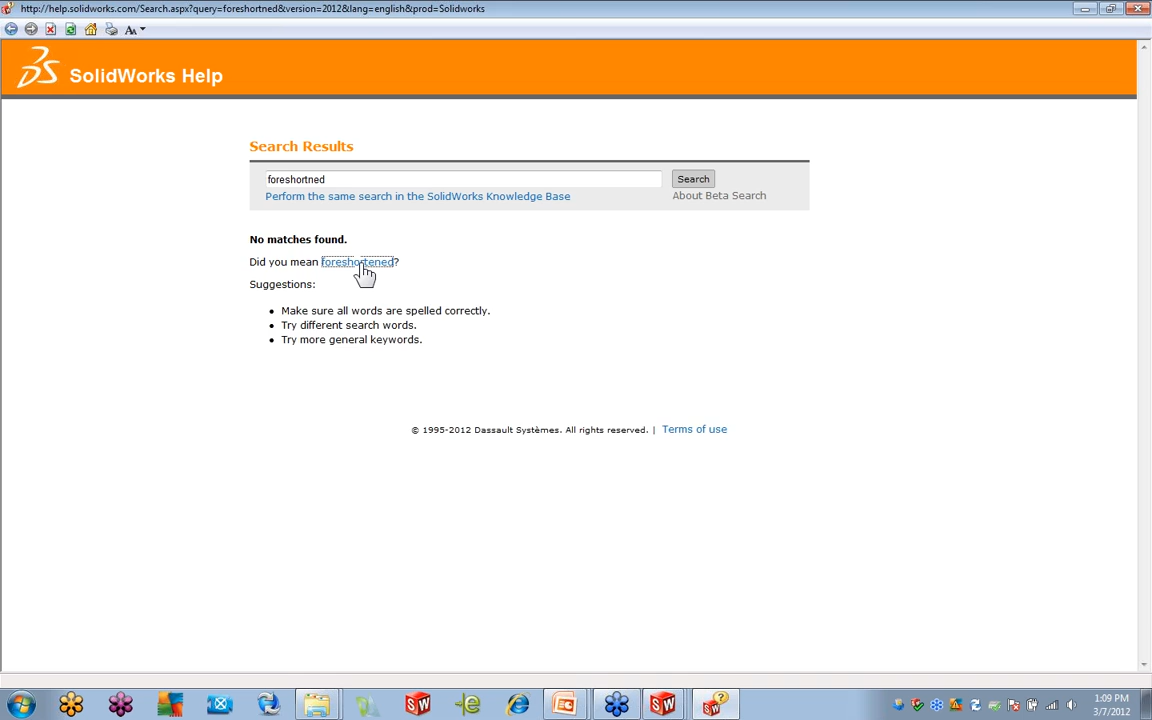 http://help.solidworks.com/Search.aspx?query=foreshortned&version=2012&lang=english&prod=Solidworks
SolidWorks Help
Search Results
foreshortned
Search
Perform the same search in the SolidWorks Knowledge Base
About Beta Search
No matches found.
Did you mean foreshortened?
Suggestions:
• Make sure all words are spelled correctly.
• Try different search words.
• Try more general keywords.
© 1995-2012 Dassault Systèmes. All rights reserved. | Terms of use
1:09 PM
3/7/2012